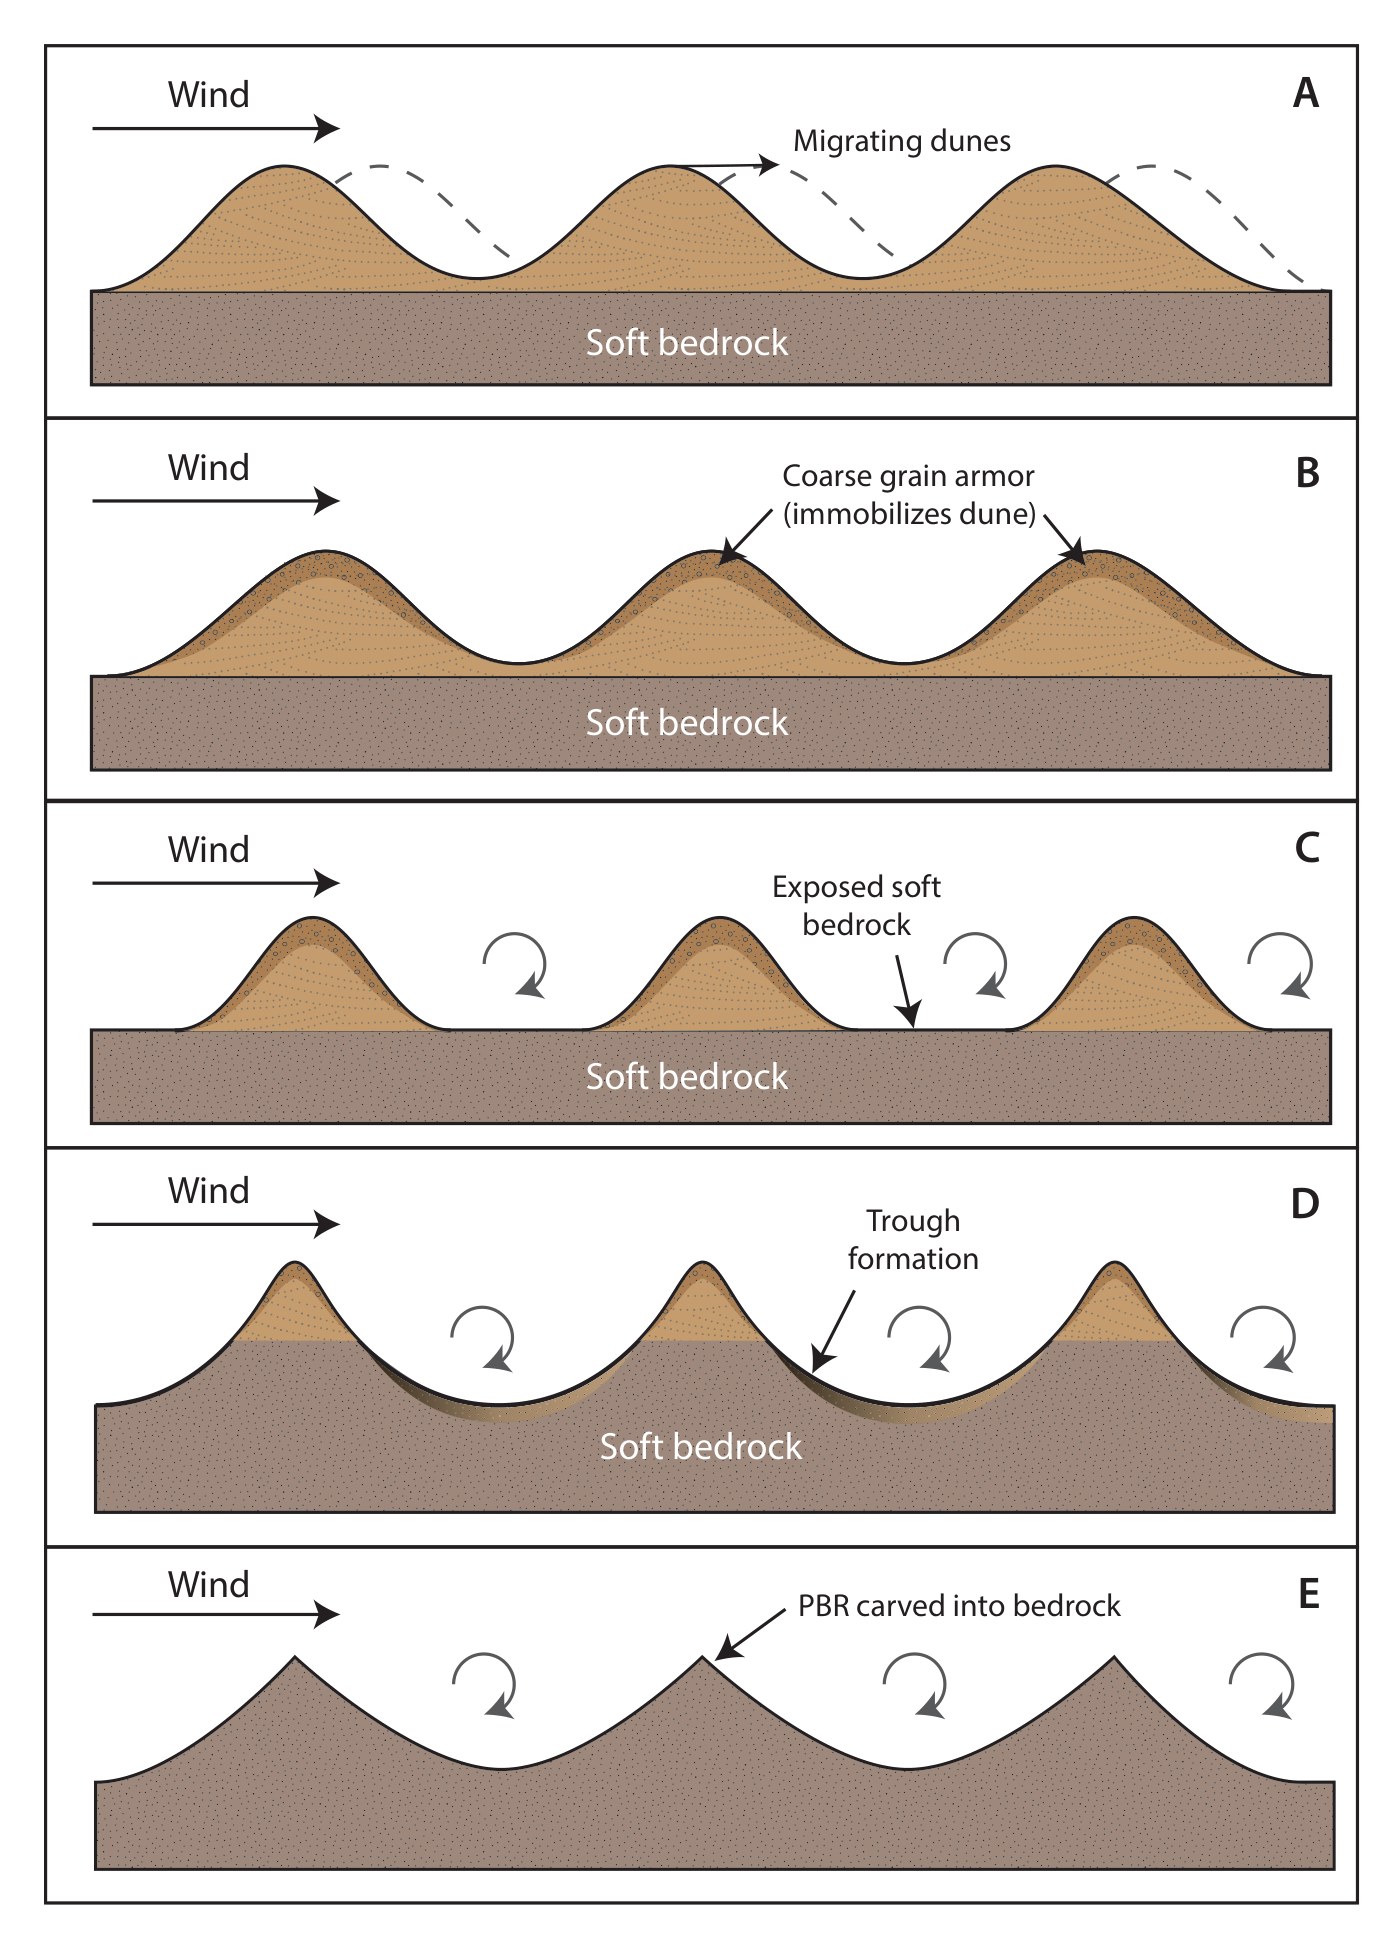 Wind
A
Migrating dunes
Soft bedrock
Wind
B
Coarse grain armor
(immobilizes dune)
Soft bedrock
Wind
C
Exposed soft
bedrock
Soft bedrock
Wind
D
Trough
formation
Soft bedrock
Wind
E
PBR carved into bedrock